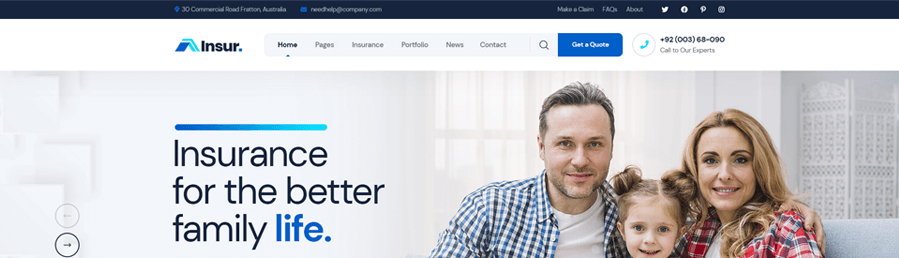 30 Commercial Road Fratton, Australia needhelp@company.com Make a Claim FAQs About
Insur. Home Pages Insurance Portfolio News Contact Get a Quote +92 (003) 68-090
Call to Our Experts
Insurance
for the better
family life.